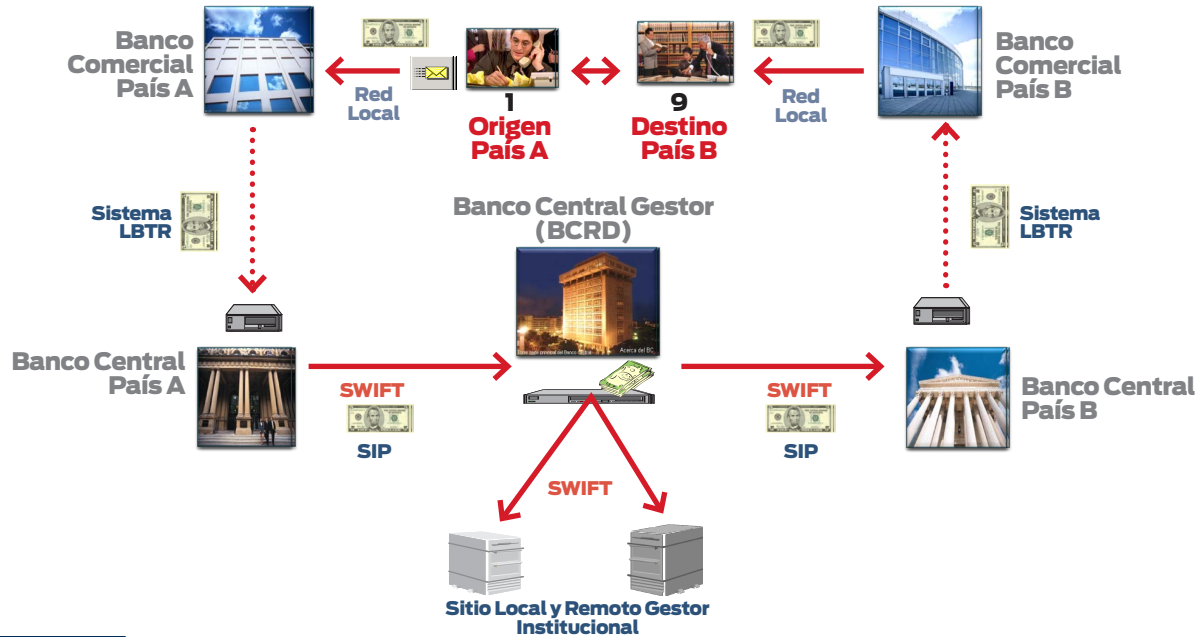 Banco
Comercial
País A
Red
Local
1
Origen
País A
9
Destino
País B
Red
Local
Banco
Comercial
País B
Sistema
LBTR
Banco Central Gestor
(BCRD)
Sistema
LBTR
Acerca del BC
Banco Central
País A
SWIFT
SIP
SWIFT
SIP
Banco Central
País B
SWIFT
Sitio Local y Remoto Gestor
Institucional